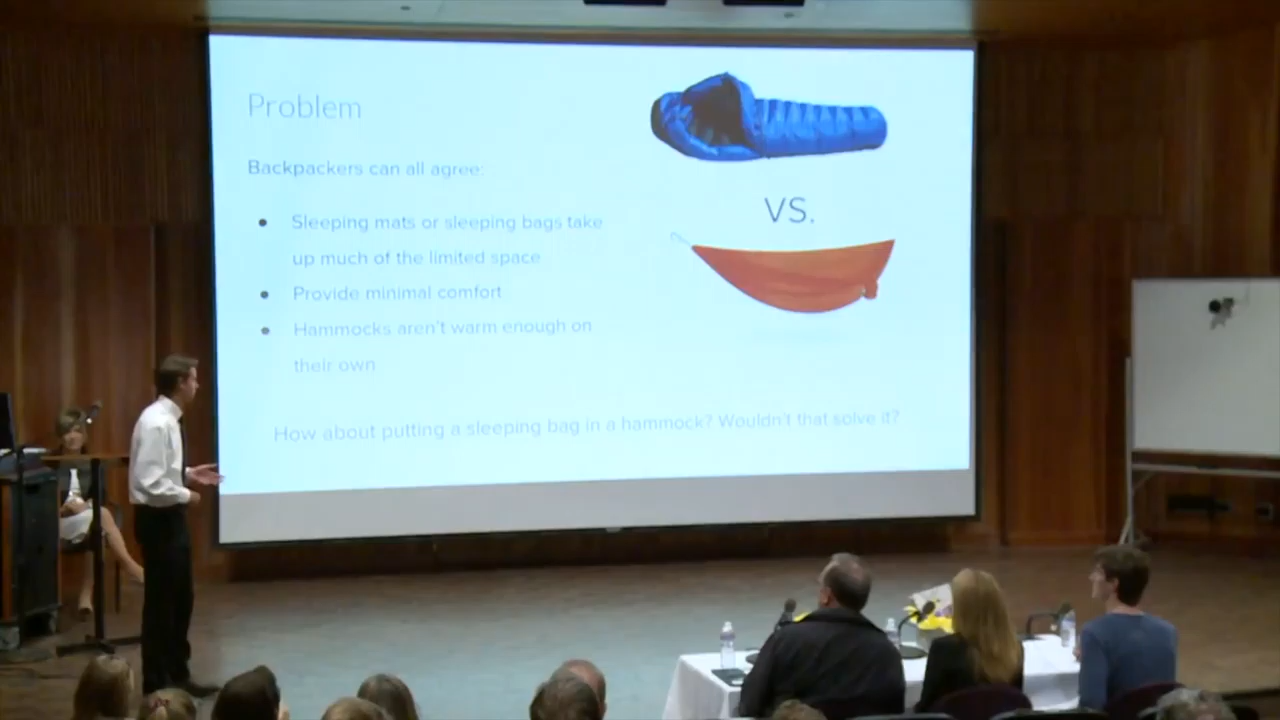 Problem
Backpackers can all agree:
● Sleeping mats or sleeping bags take
up much of the limited space
● Provide minimal comfort
● Hammocks aren't warm enough on
their own
VS.
How about putting a sleeping bag in a hammock? Wouldn't that solve it?